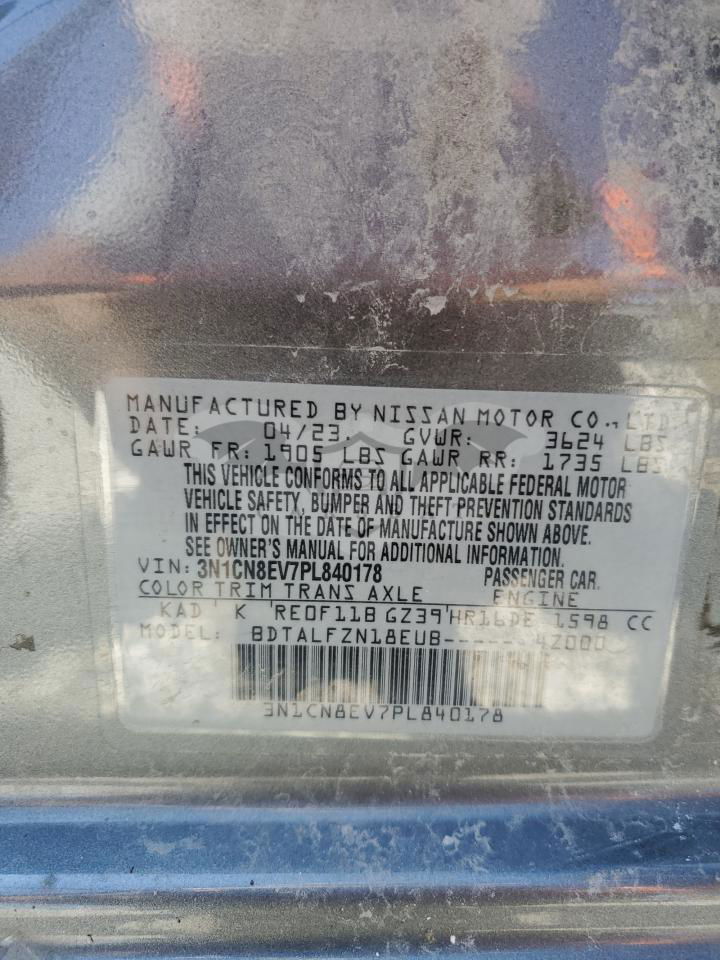 MANUFACTURED BY NISSAN MOTOR CO., LTD
DATE: 04/23. GVWR: 3624 LBS
GAWR FR: 1905 LBS GAWR RR: 1735 LBS
THIS VEHICLE CONFORMS TO ALL APPLICABLE FEDERAL MOTOR
VEHICLE SAFETY, BUMPER AND THEFT PREVENTION STANDARDS
IN EFFECT ON THE DATE OF MANUFACTURE SHOWN ABOVE.
SEE OWNER'S MANUAL FOR ADDITIONAL INFORMATION.
VIN: 3N1CN8EV7PL840178 PASSENGER CAR.
COLOR TRIM TRANS AXLE ENGINE
KAD K RE0F11B GZ39 HR16DE 1598 CC
MODEL: BDTALFZN18EUB------4Z000
3N1CN8EV7PL840178